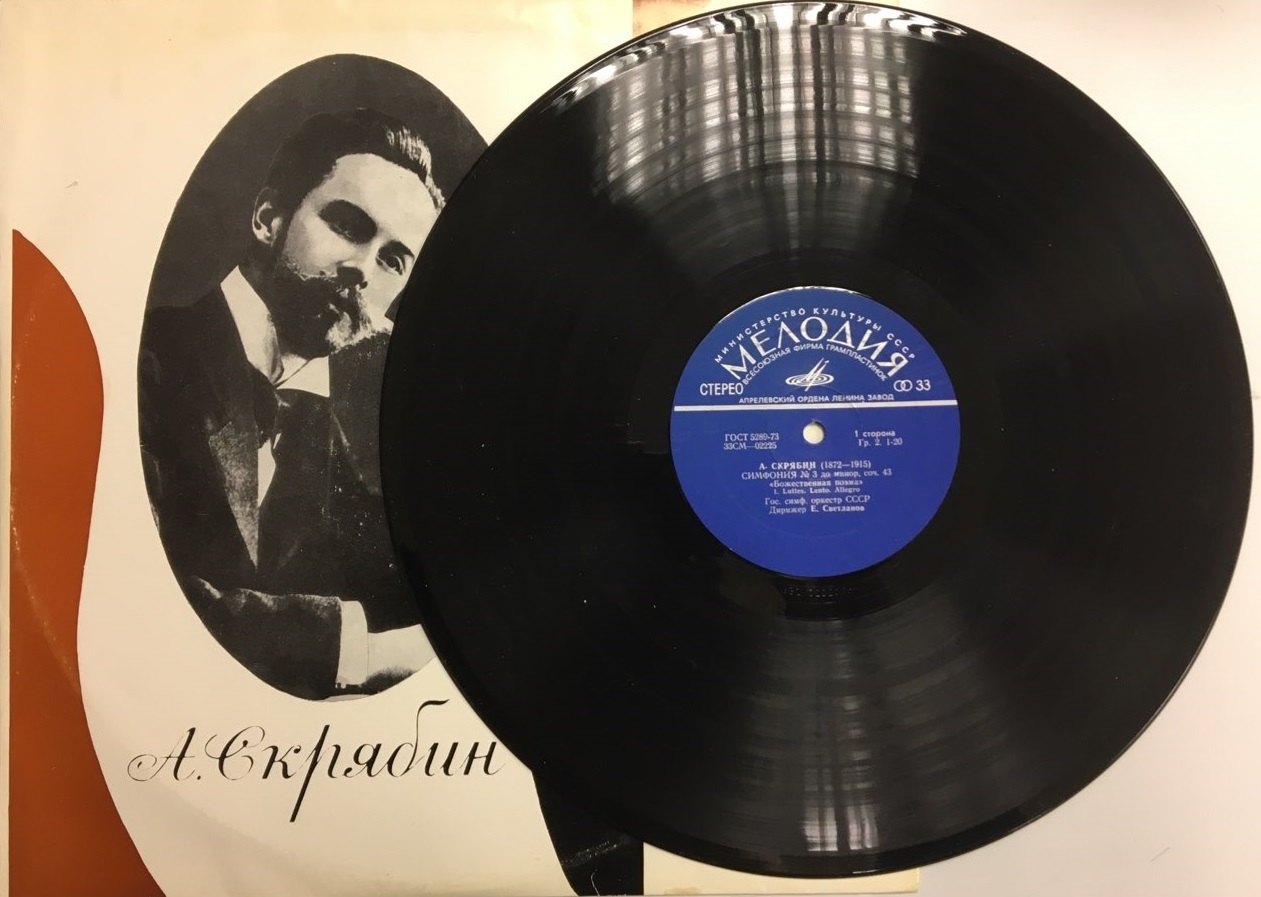 А. Скрябин
МИНИСТЕРСТВО КУЛЬТУРЫ СССР
МЕЛОДИЯ
ВСЕСОЮЗНАЯ ФИРМА ГРАМПЛАСТИНОК
СТЕРЕО 33
АПРЕЛЕВСКИЙ ОРДЕНА ЛЕНИНА ЗАВОД
ГОСТ 5289-73 1 сторона
33СМ—02225 Гр. 2. 1-20
А. СКРЯБИН (1872—1915)
СИМФОНИЯ № 3 до минор, соч. 43
«Божественная поэма»
1. Luttes. Lento. Allegro
Гос. симф. оркестр СССР
Дирижер Е. Светланов